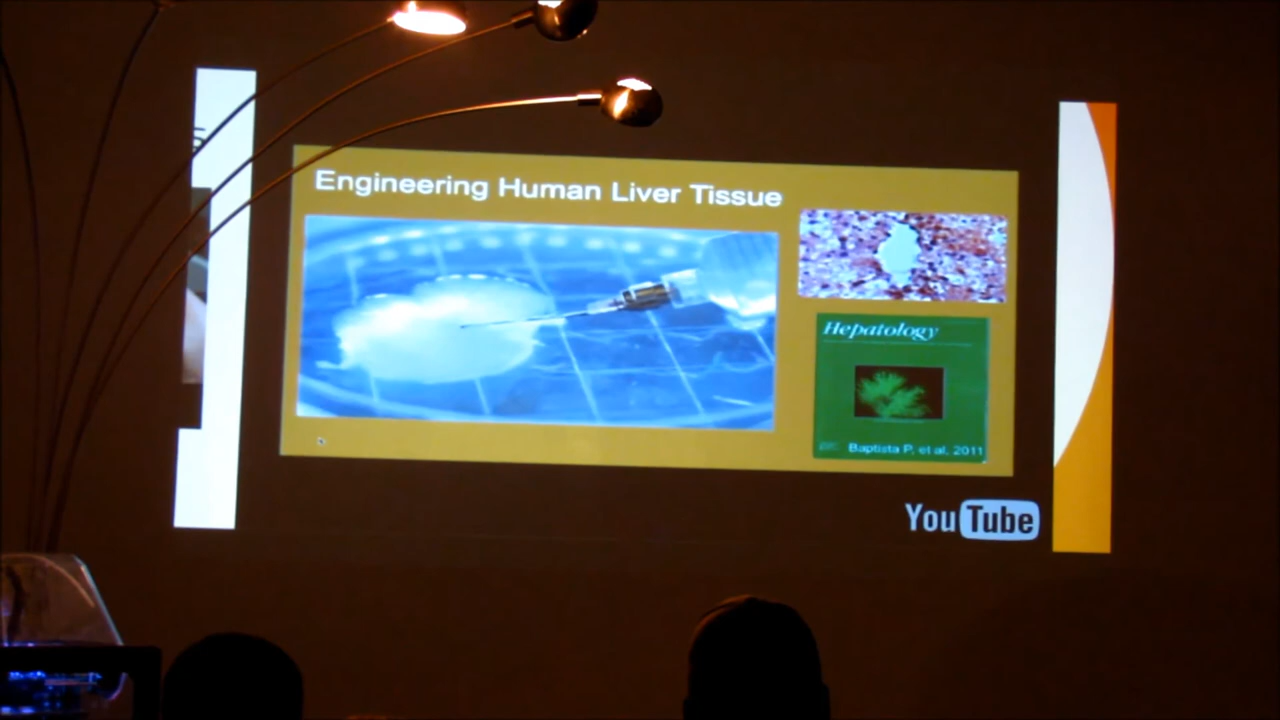 Engineering Human Liver Tissue
Hepatology
Baptista P, et al, 2011
YouTube